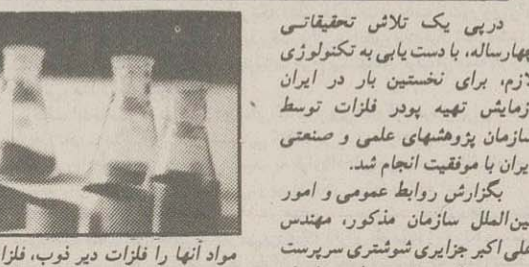 درپی یک تلاش تحقیقاتی
چهارساله، با دست یابی به تکنولوژی
لازم، برای نخستین بار در ایران
آزمایش تهیه پودر فلزات توسط
سازمان پژوهشهای علمی و صنعتی
ایران با موفقیت انجام شد.
بگزارش روابط عمومی و امور
بین‌الملل سازمان مذکور، مهندس
علی اکبر جزایری شوشتری سرپرست
مواد آنها را فلزات دیر ذوب، فلزا